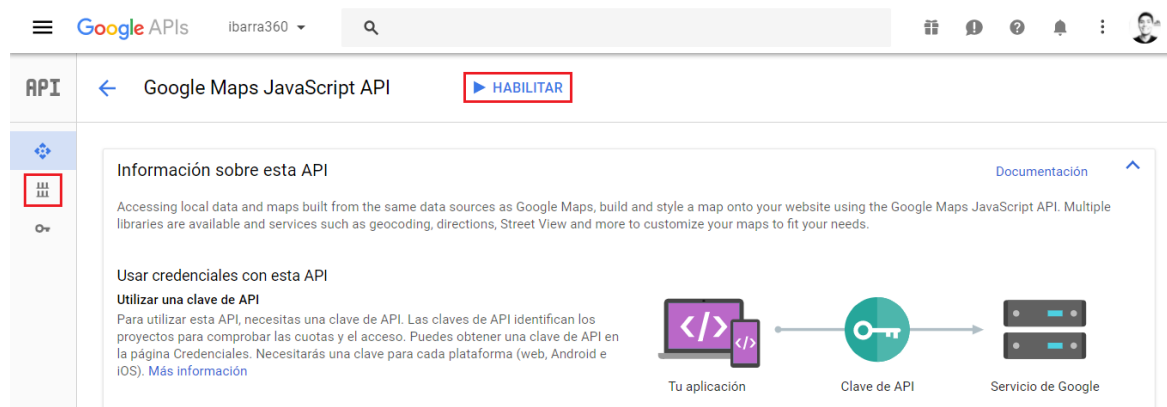 Google APIs ibarra360
API Google Maps JavaScript API HABILITAR
Información sobre esta API Documentación
Accessing local data and maps built from the same data sources as Google Maps, build and style a map onto your website using the Google Maps JavaScript API. Multiple
libraries are available and services such as geocoding, directions, Street View and more to customize your maps to fit your needs.
Usar credenciales con esta API
Utilizar una clave de API
Para utilizar esta API, necesitas una clave de API. Las claves de API identifican los
proyectos para comprobar las cuotas y el acceso. Puedes obtener una clave de API en
la página Credenciales. Necesitarás una clave para cada plataforma (web, Android e
iOS). Más información
</> </>
Tu aplicación Clave de API Servicio de Google